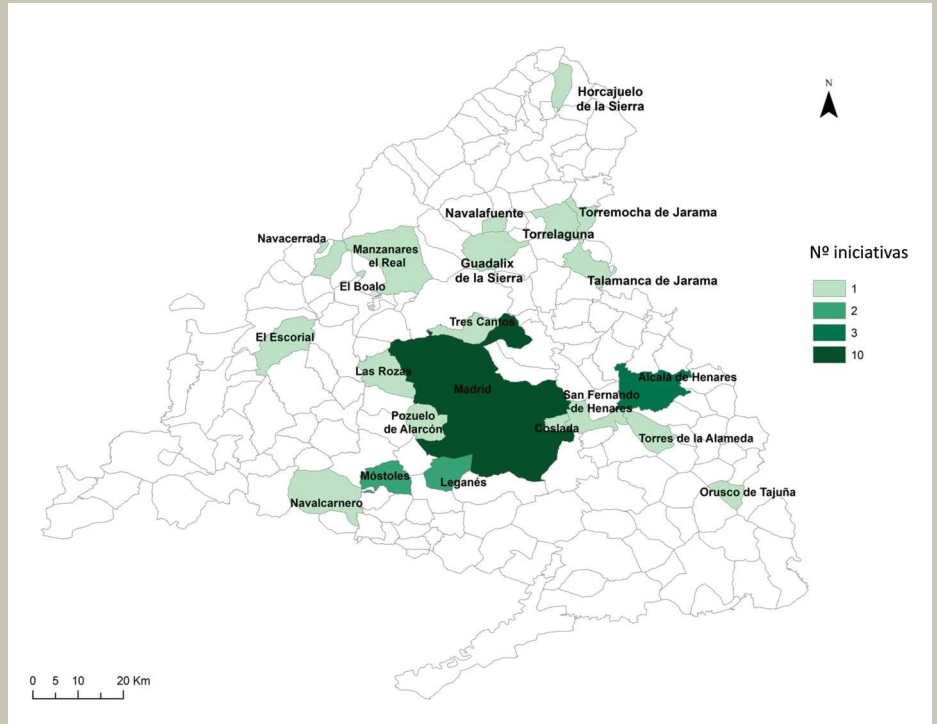 N
Horcajuelo
de la Sierra
Navalafuente
Torremocha de Jarama
Torrelaguna
Navacerrada
Manzanares
el Real
Guadalix
de la Sierra
El Boalo
Talamanca de Jarama
Nº iniciativas
1
2
3
10
Tres Cantos
El Escorial
Las Rozas
Madrid
Alcalá de Henares
San Fernando
de Henares
Pozuelo
de Alarcón
Coslada
Torres de la Alameda
Móstoles
Leganés
Navalcarnero
Orusco de Tajuña
0 5 10 20 Km